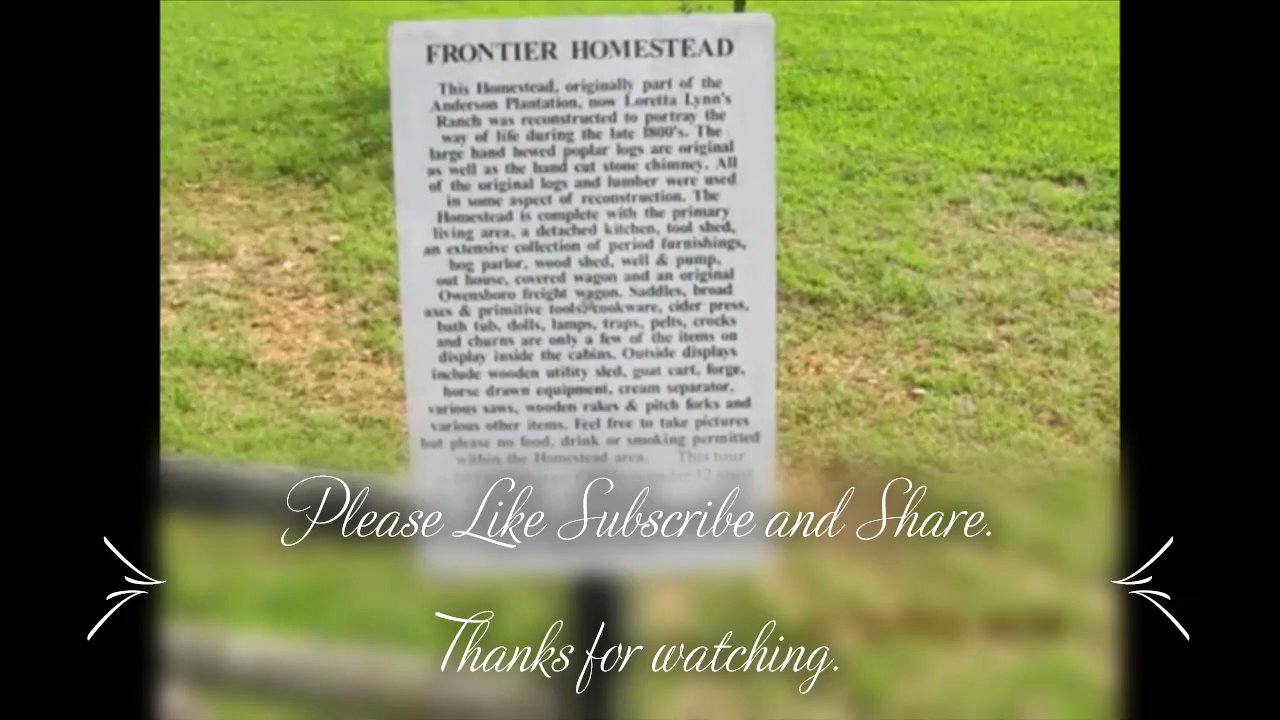 FRONTIER HOMESTEAD
This Homestead, originally part of the
Anderson Plantation, now Loretta Lynn's
Ranch was reconstructed to portray the
way of life during the late 1800's. The
large hand hewed poplar logs are original
as well as the hand cut stone chimney. All
of the original logs and lumber were used
in some aspect of reconstruction. The
Homestead is complete with the primary
living area, a detached kitchen, tool shed,
an extensive collection of period furnishings,
hog parlor, wood shed, well & pump,
out house, covered wagon and an original
Owensboro freight wagon. Saddles, broad
axes & primitive tools, cookware, cider press,
bath tub, dolls, lamps, traps, pelts, crocks
and churns are only a few of the items on
display inside the cabins. Outside displays
include wooden utility sled, goat cart, forge,
horse drawn equipment, cream separator,
various saws, wooden rakes & pitch forks and
various other items. Feel free to take pictures
but please no food, drink or smoking permitted
within the Homestead area. This tour
under 12
Please Like Subscribe and Share.
Thanks for watching.